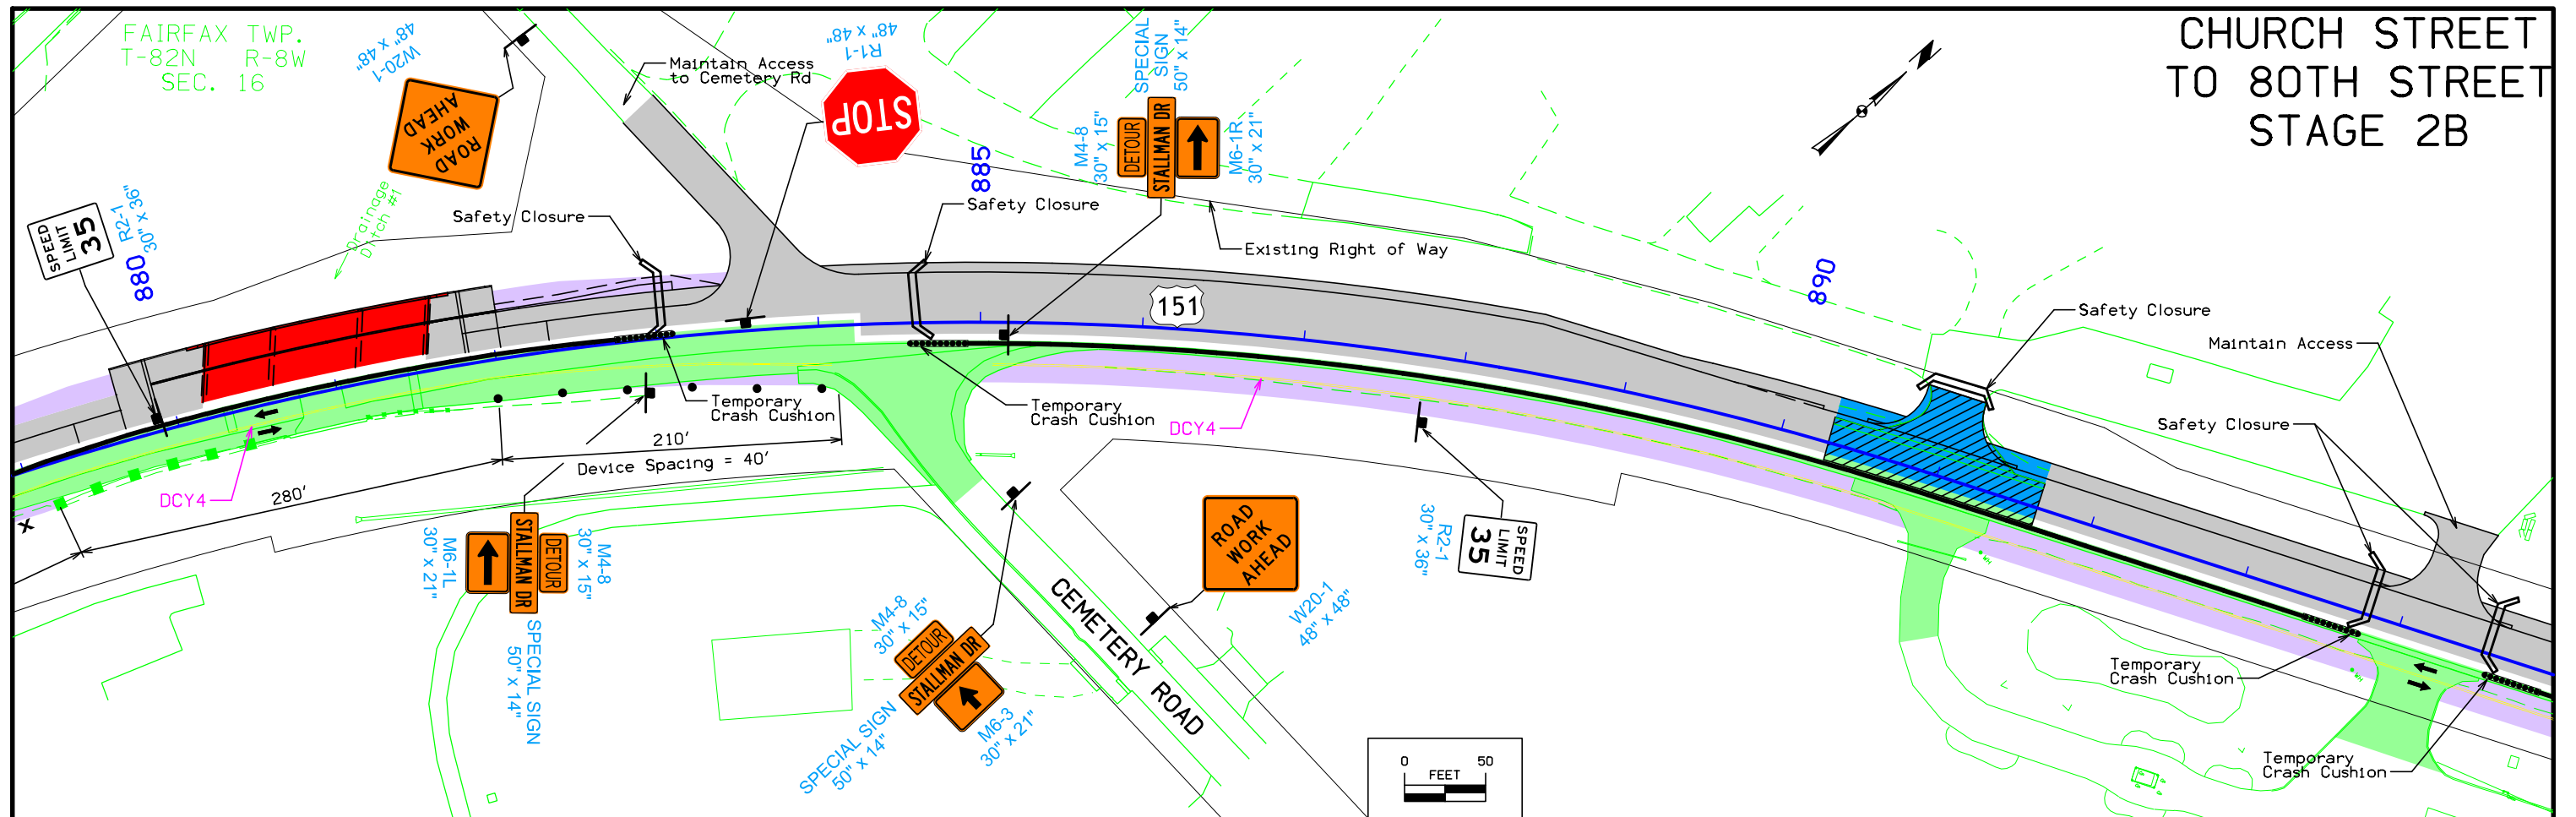 FAIRFAX TWP.
T-82N R-8W
SEC. 16
W20-1
48" x 48"
ROAD
WORK
AHEAD
Maintain Access
to Cemetery Rd
R1-1
48" x 48"
STOP
SPECIAL
SIGN
50" x 14"
M4-8
30" x 15"
DETOUR
STALLMAN DR
M6-1R
30" x 21"
CHURCH STREET
TO 80TH STREET
STAGE 2B
SPEED
LIMIT
35
R2-1
30" x 36"
880
Drainage
Ditch #1
Safety Closure
885
Safety Closure
Existing Right of Way
151
890
Safety Closure
Maintain Access
Safety Closure
Temporary
Crash Cushion
Temporary
Crash Cushion
DCY4
DCY4
210'
Device Spacing = 40'
280'
x
M6-1L
30" x 21"
STALLMAN DR
DETOUR
M4-8
30" x 15"
SPECIAL SIGN
50" x 14"
M4-8
30" x 15"
DETOUR
STALLMAN DR
M6-3
30" x 21"
SPECIAL SIGN
50" x 14"
CEMETERY ROAD
ROAD
WORK
AHEAD
W20-1
48" x 48"
R2-1
30" x 36"
SPEED
LIMIT
35
0 50
FEET
Temporary
Crash Cushion
Temporary
Crash Cushion